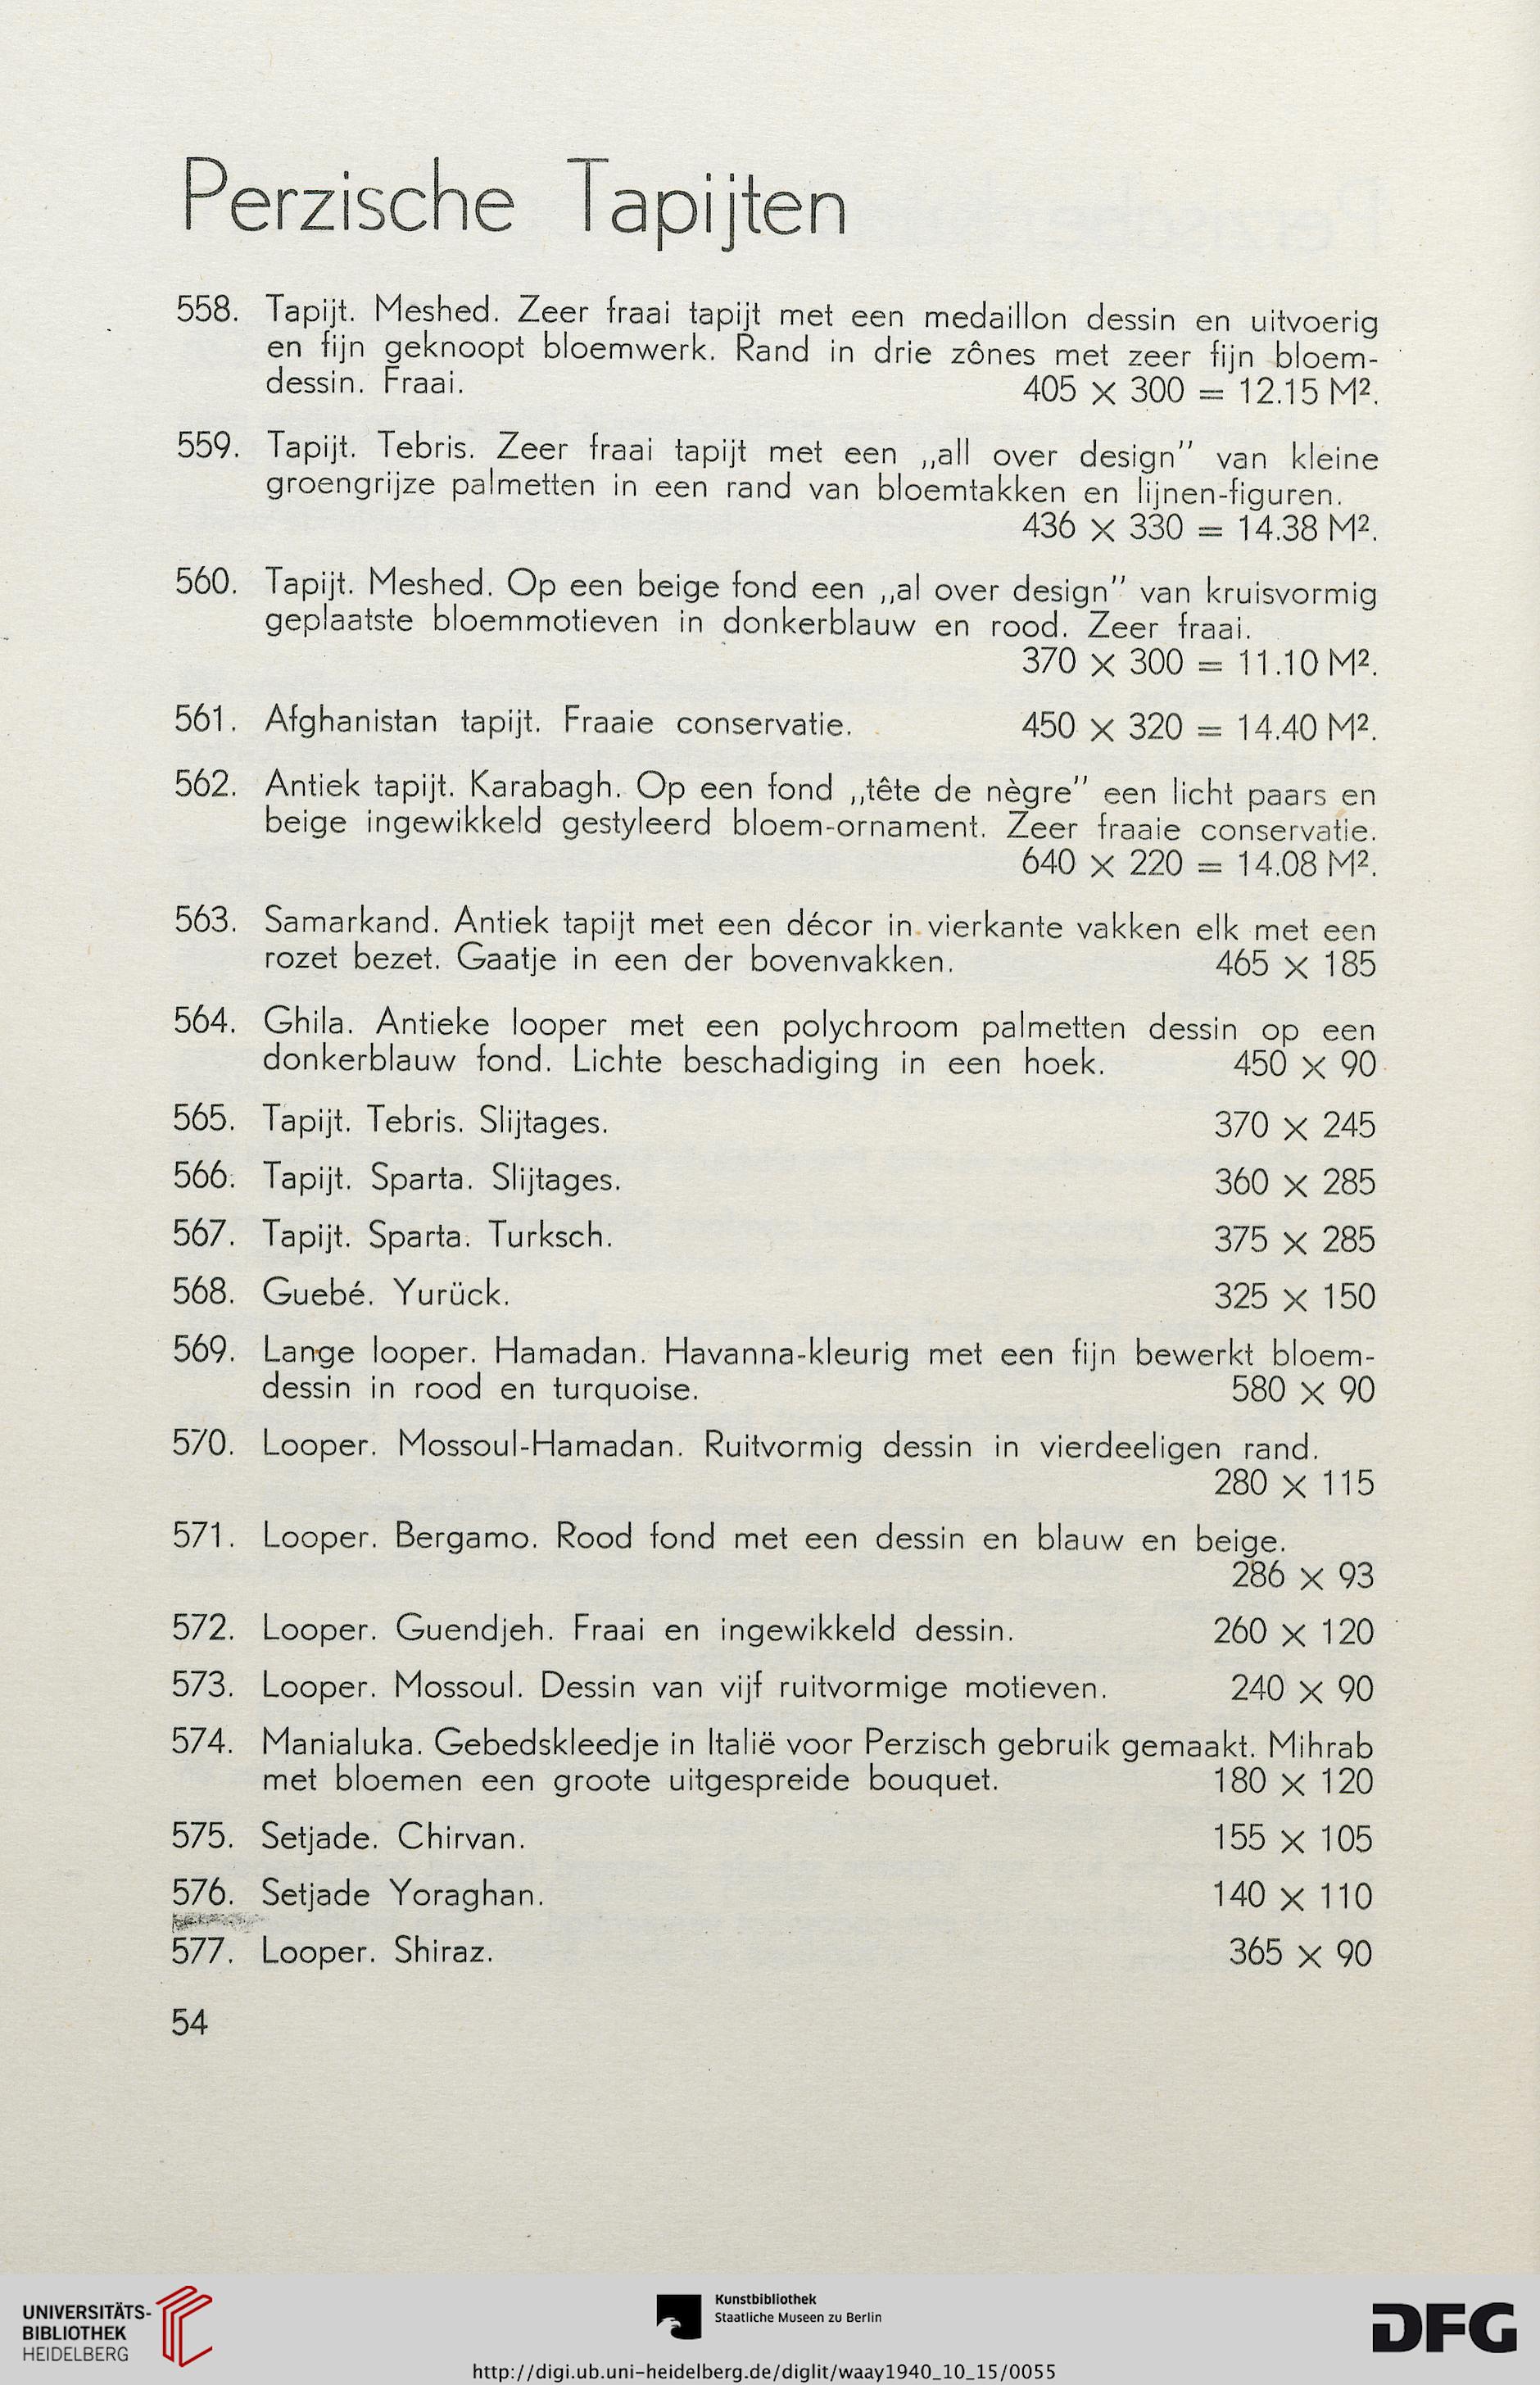 Perzische Tapijten
558. Tapijt. Meshed. Zeer fraai tapijt met een medaillon dessin en uitvoerig
en fijn geknoopt bloemwerk. Rand in drie zônes met zeer fijn bloem-
dessin. Fraai. 405 × 300 = 12.15 M².
559. Tapijt. Tebris. Zeer fraai tapijt met een „all over design” van kleine
groengrijze palmetten in een rand van bloemtakken en lijnen-figuren.
436 × 330 = 14.38 M².
560. Tapijt. Meshed. Op een beige fond een „al over design” van kruisvormig
geplaatste bloemmotieven in donkerblauw en rood. Zeer fraai.
370 × 300 = 11.10 M².
561. Afghanistan tapijt. Fraaie conservatie. 450 × 320 = 14.40 M².
562. Antiek tapijt. Karabagh. Op een fond „tête de nègre” een licht paars en
beige ingewikkeld gestyleerd bloem-ornament. Zeer fraaie conservatie.
640 × 220 = 14.08 M².
563. Samarkand. Antiek tapijt met een décor in vierkante vakken elk met een
rozet bezet. Gaatje in een der bovenvakken. 465 × 185
564. Ghila. Antieke looper met een polychroom palmetten dessin op een
donkerblauw fond. Lichte beschadiging in een hoek. 450 × 90
565. Tapijt. Tebris. Slijtages. 370 × 245
566. Tapijt. Sparta. Slijtages. 360 × 285
567. Tapijt. Sparta. Turksch. 375 × 285
568. Guebé. Yurück. 325 × 150
569. Lange looper. Hamadan. Havanna-kleurig met een fijn bewerkt bloem-
dessin in rood en turquoise. 580 × 90
570. Looper. Mossoul-Hamadan. Ruitvormig dessin in vierdeeligen rand.
280 × 115
571. Looper. Bergamo. Rood fond met een dessin en blauw en beige.
286 × 93
572. Looper. Guendjeh. Fraai en ingewikkeld dessin. 260 × 120
573. Looper. Mossoul. Dessin van vijf ruitvormige motieven. 240 × 90
574. Manialuka. Gebedskleedje in Italië voor Perzisch gebruik gemaakt. Mihrab
met bloemen een groote uitgespreide bouquet. 180 × 120
575. Setjade. Chirvan. 155 × 105
576. Setjade Yoraghan. 140 × 110
577. Looper. Shiraz. 365 × 90
54
UNIVERSITÄTS-
BIBLIOTHEK
HEIDELBERG
Kunstbibliothek
Staatliche Museen zu Berlin
DFG
http://digi.ub.uni-heidelberg.de/diglit/waay1940_10_15/0055